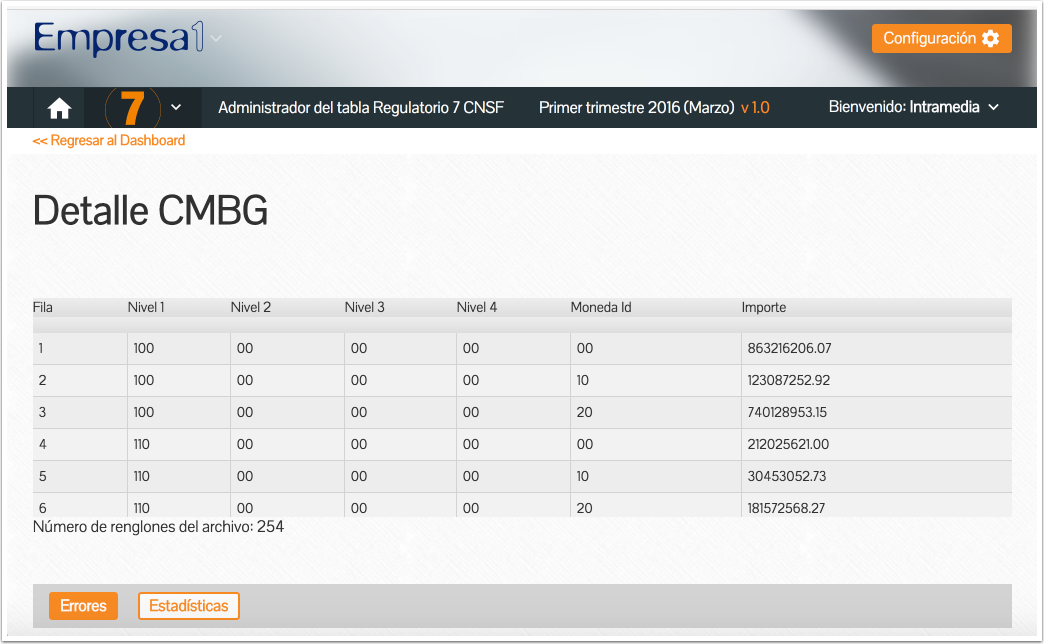 Empresa1
Configuración
7 Administrador del tabla Regulatorio 7 CNSF Primer trimestre 2016 (Marzo) v 1.0 Bienvenido: Intramedia
<< Regresar al Dashboard
Detalle CMBG
Fila Nivel 1 Nivel 2 Nivel 3 Nivel 4 Moneda Id Importe
1 100 00 00 00 00 863216206.07
2 100 00 00 00 10 123087252.92
3 100 00 00 00 20 740128953.15
4 110 00 00 00 00 212025621.00
5 110 00 00 00 10 30453052.73
6 110 00 00 00 20 181572568.27
Número de renglones del archivo: 254
Errores Estadísticas